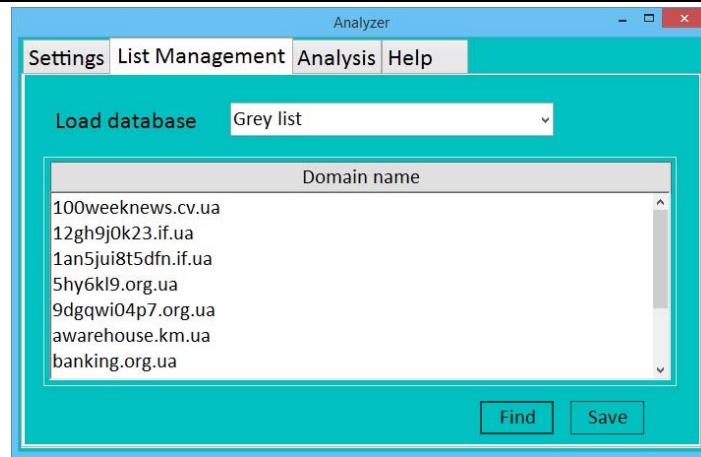 Analyzer
Settings List Management Analysis Help
Load database Grey list
Domain name
100weeknews.cv.ua
12gh9j0k23.if.ua
1an5jui8t5dfn.if.ua
5hy6kl9.org.ua
9dgqwi04p7.org.ua
awarehouse.km.ua
banking.org.ua
Find Save